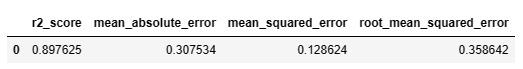 r2_score mean_absolute_error mean_squared_error root_mean_squared_error
0 0.897625 0.307534 0.128624 0.358642